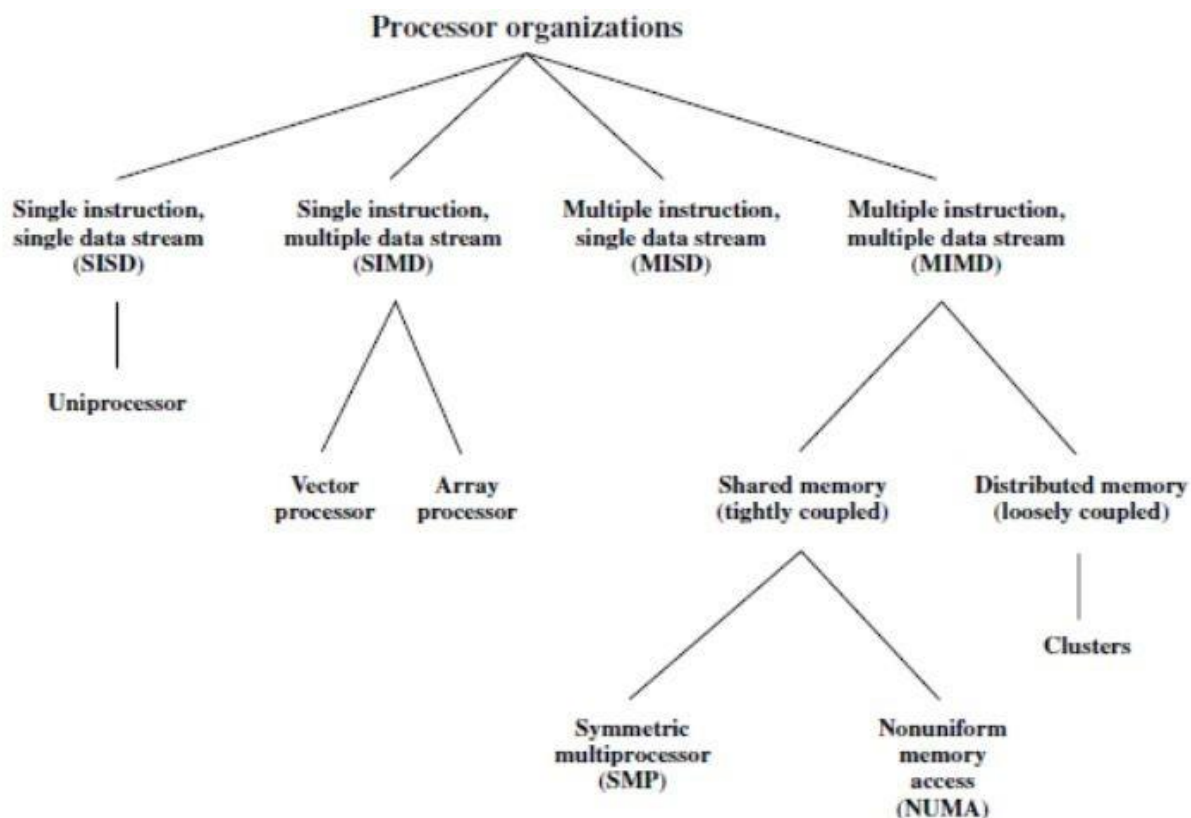 Processor organizations
Single instruction,
single data stream
(SISD)
Single instruction,
multiple data stream
(SIMD)
Multiple instruction,
single data stream
(MISD)
Multiple instruction,
multiple data stream
(MIMD)
Uniprocessor
Vector
processor
Array
processor
Shared memory
(tightly coupled)
Distributed memory
(loosely coupled)
Clusters
Symmetric
multiprocessor
(SMP)
Nonuniform
memory
access
(NUMA)